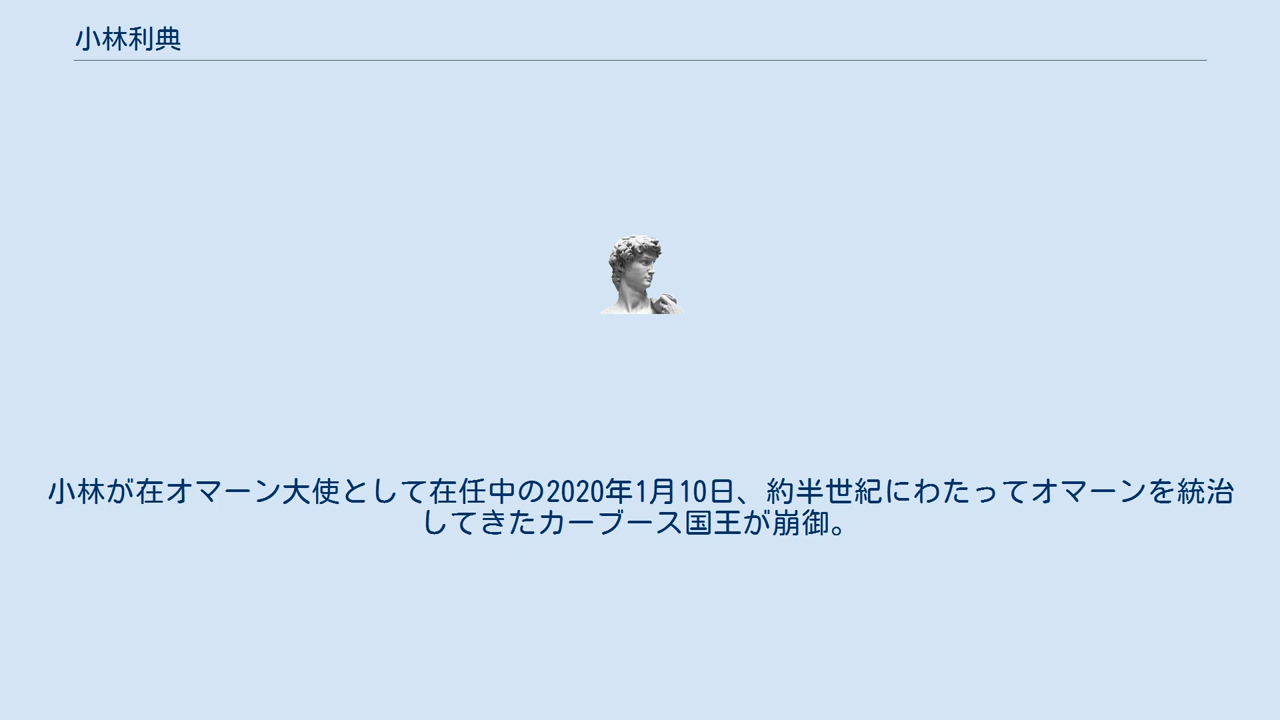 小林利典
小林が在オマーン大使として在任中の2020年1月10日、約半世紀にわたってオマーンを統治
してきたカーブース国王が崩御。